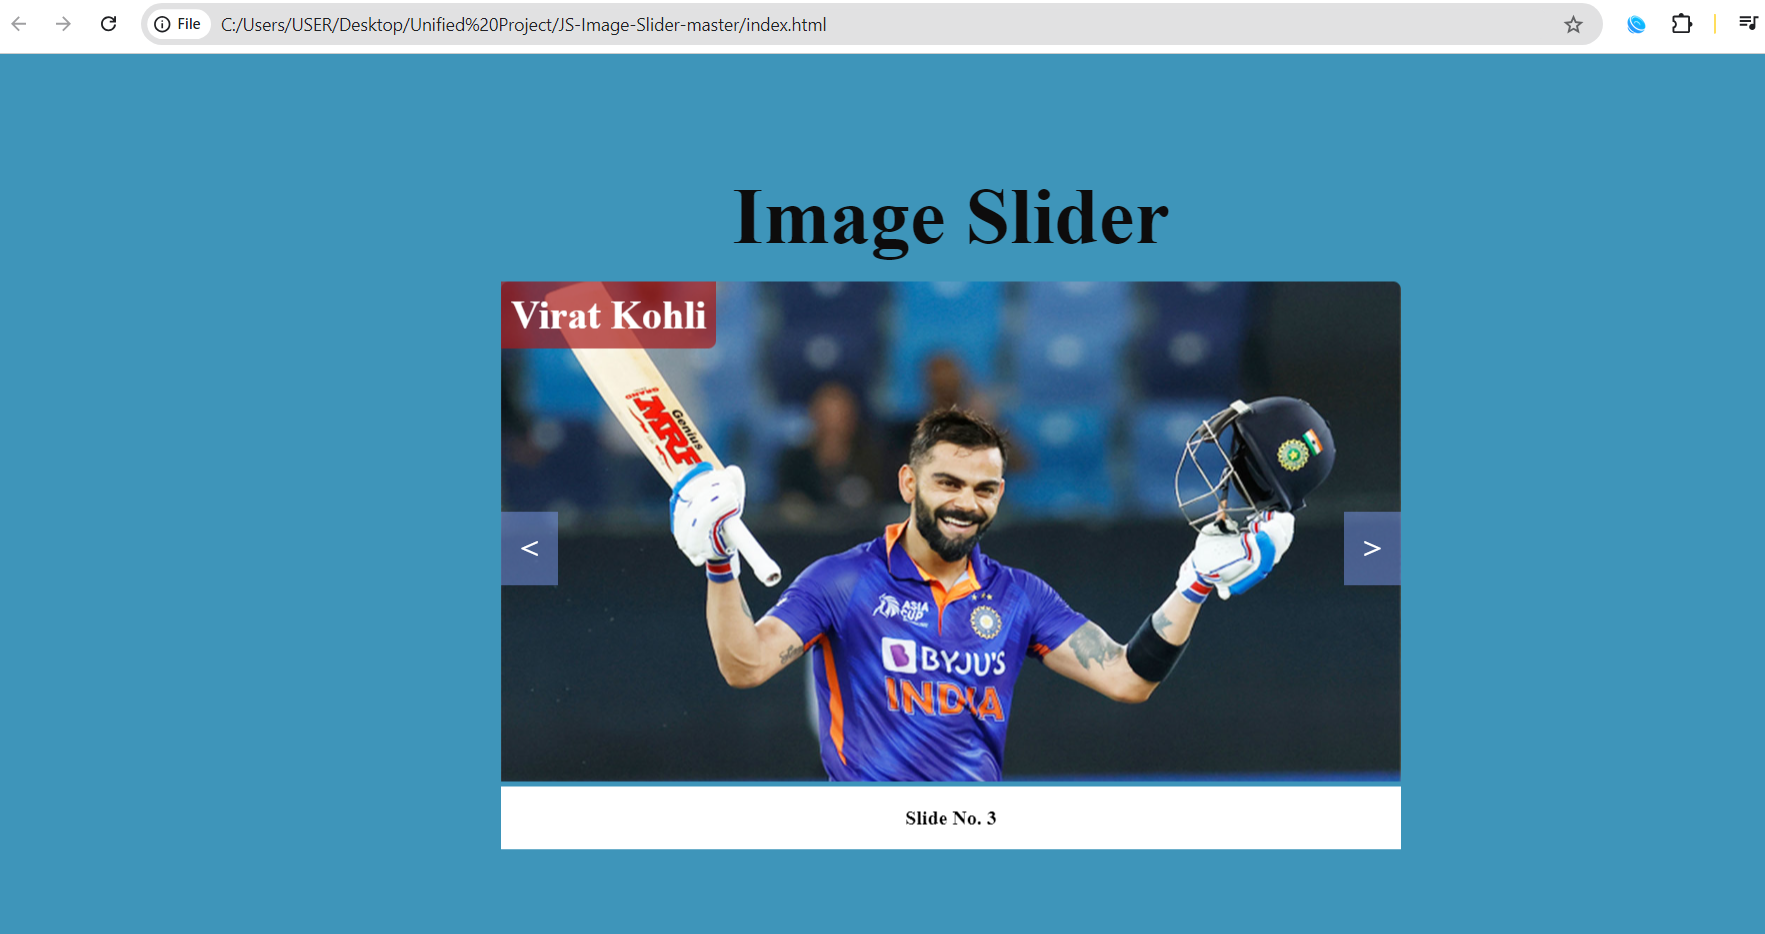 File
C:/Users/USER/Desktop/Unified%20Project/JS-Image-Slider-master/index.html
Image Slider
Virat Kohli
GRAND
MRF
Genius
<
>
ASIA
CUP
BYJU'S
INDIA
Slide No. 3